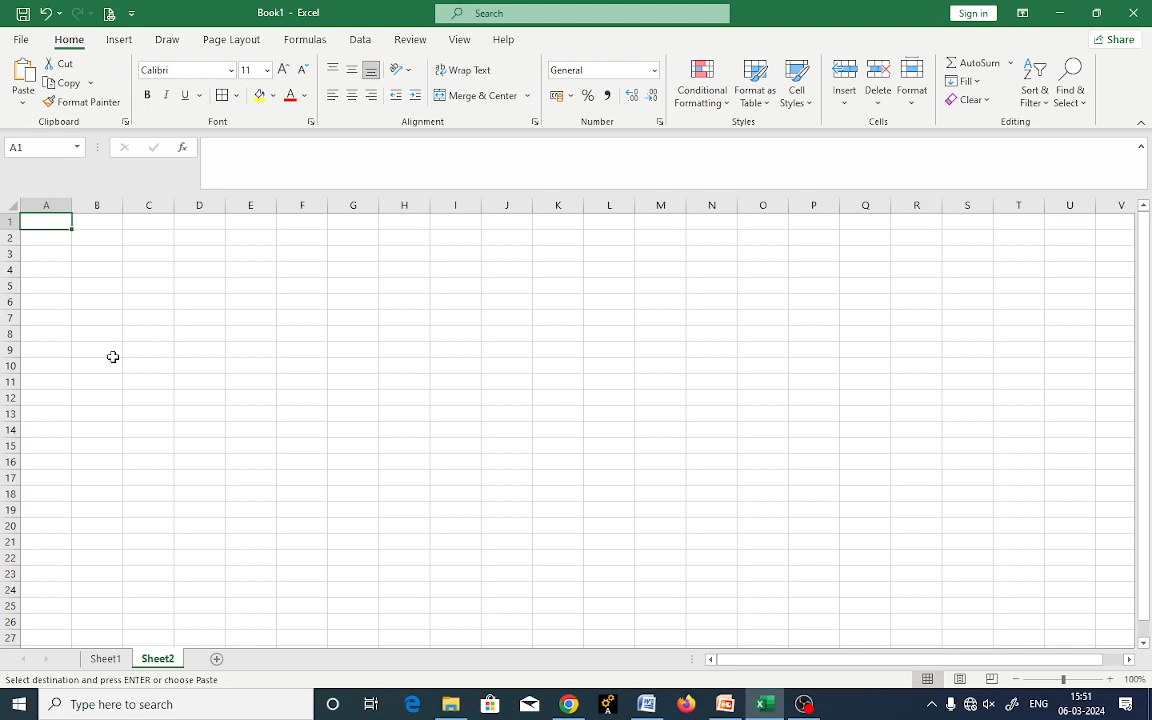 Book1 - Excel
Search
Sign in
File Home Insert Draw Page Layout Formulas Data Review View Help
Share
Paste
Cut
Copy
Format Painter
Clipboard
Calibri 11
B I U
Font
Wrap Text
Merge & Center
Alignment
General
Number
Conditional Formatting
Format as Table
Cell Styles
Styles
Insert
Delete
Format
Cells
AutoSum
Fill
Clear
Sort & Filter
Find & Select
Editing
A1
fx
A B C D E F G H I J K L M N O P Q R S T U V
1
2
3
4
5
6
7
8
9
10
11
12
13
14
15
16
17
18
19
20
21
22
23
24
25
26
27
Sheet1 Sheet2
Select destination and press ENTER or choose Paste
100%
Type here to search
ENG
15:51
06-03-2024